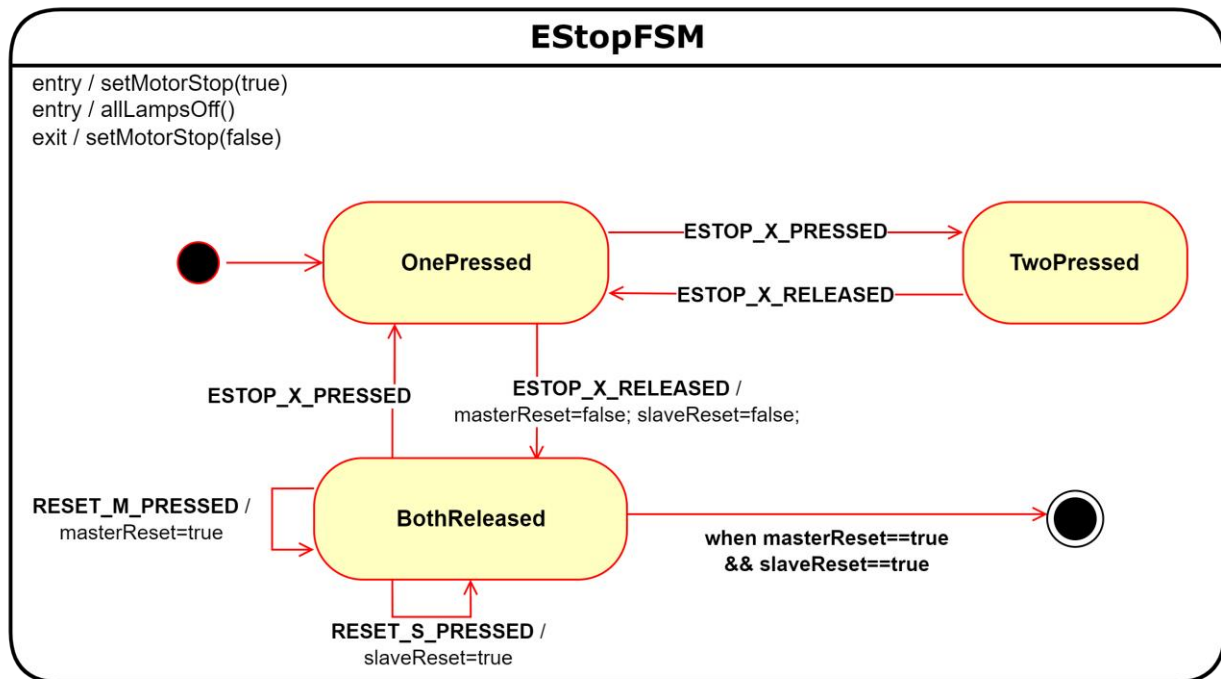 EStopFSM
entry / setMotorStop(true)
entry / allLampsOff()
exit / setMotorStop(false)
OnePressed
ESTOP_X_PRESSED
TwoPressed
ESTOP_X_RELEASED
ESTOP_X_PRESSED
ESTOP_X_RELEASED /
masterReset=false; slaveReset=false;
RESET_M_PRESSED /
masterReset=true
BothReleased
when masterReset==true
&& slaveReset==true
RESET_S_PRESSED /
slaveReset=true